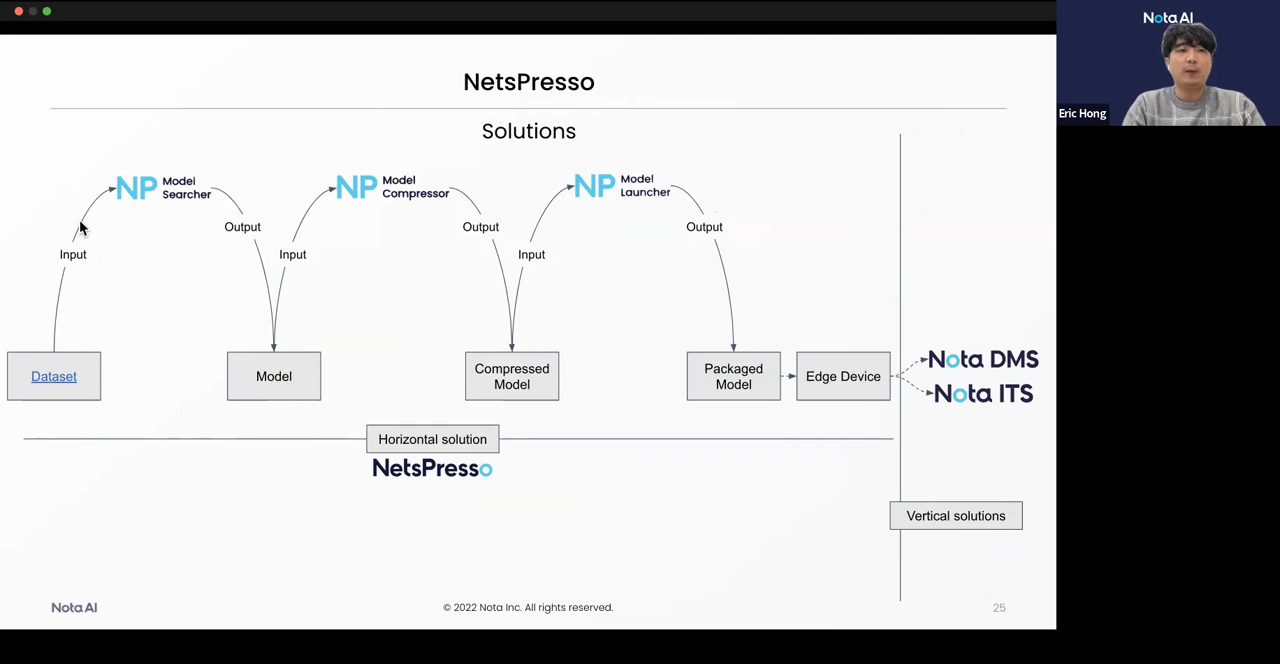 Nota AI
Eric Hong
NetsPresso
Solutions
NP Model
Searcher
NP Model
Compressor
NP Model
Launcher
Output
Output
Output
Input
Input
Input
Dataset
Model
Compressed
Model
Packaged
Model
Edge Device
Nota DMS
Nota ITS
Horizontal solution
NetsPresso
Vertical solutions
Nota AI
© 2022 Nota Inc. All rights reserved.
25